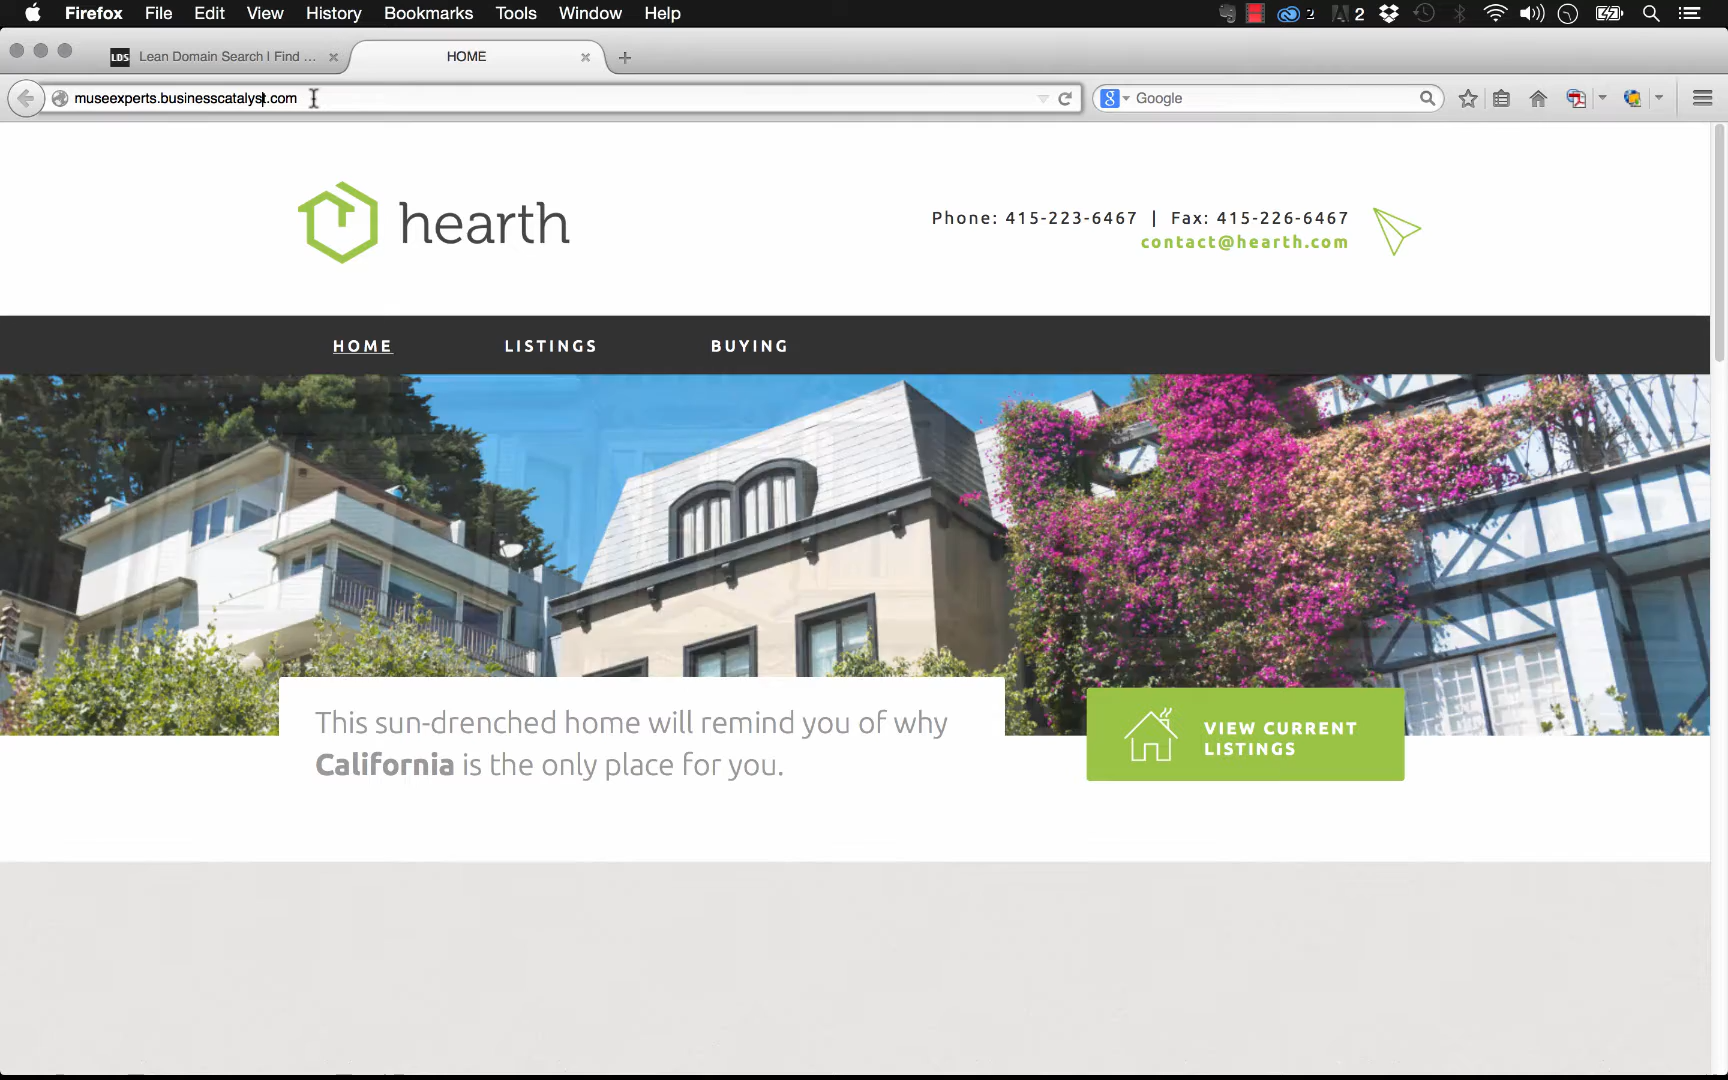 Firefox File Edit View History Bookmarks Tools Window Help 2 2
LDS Lean Domain Search | Find ... HOME
museexperts.businesscatalyst.com Google
hearth
Phone: 415-223-6467 | Fax: 415-226-6467
contact@hearth.com
HOME LISTINGS BUYING
This sun-drenched home will remind you of why
California is the only place for you.
VIEW CURRENT
LISTINGS